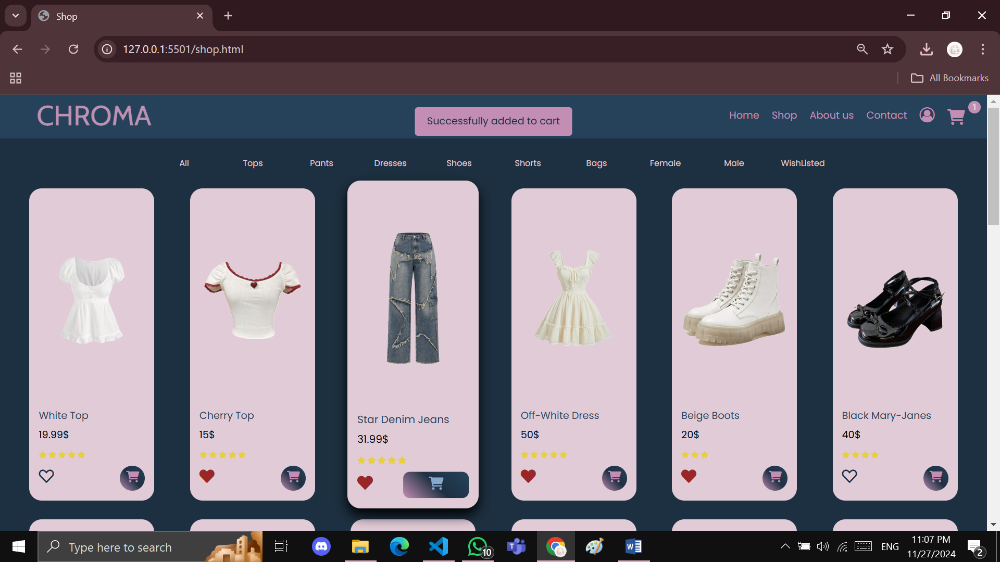 Shop
127.0.0.1:5501/shop.html
All Bookmarks
CHROMA
Successfully added to cart
Home Shop About us Contact 1
All Tops Pants Dresses Shoes Shorts Bags Female Male WishListed
White Top
19.99$
Cherry Top
15$
Star Denim Jeans
31.99$
Off-White Dress
50$
Beige Boots
20$
Black Mary-Janes
40$
Type here to search
10
ENG
11:07 PM
11/27/2024
2